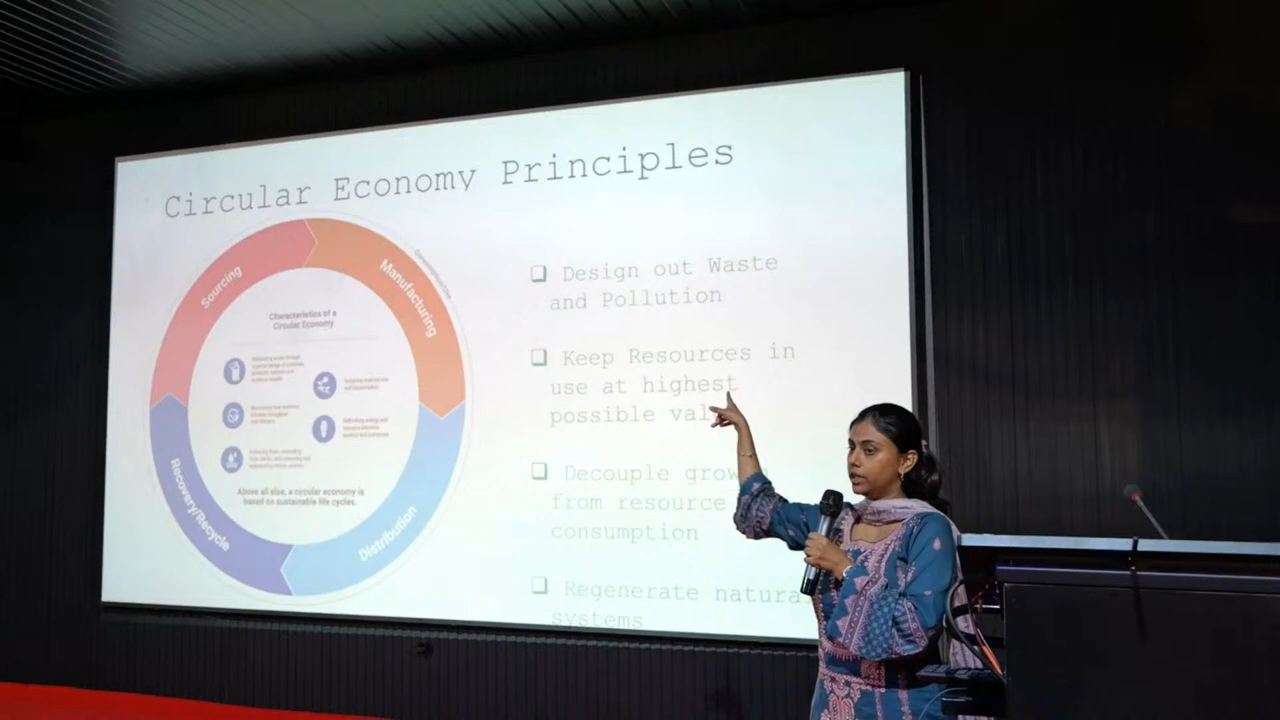 Circular Economy Principles
Sourcing
Manufacturing
Distribution
Recovery/Recycle
Characteristics of a
Circular Economy
Above all else, a circular economy is
based on sustainable life cycles.
❑ Design out Waste
and Pollution
❑ Keep Resources in
use at highest
possible val
❑ Decouple grow
from resource
consumption
❑ Regenerate natura
systems